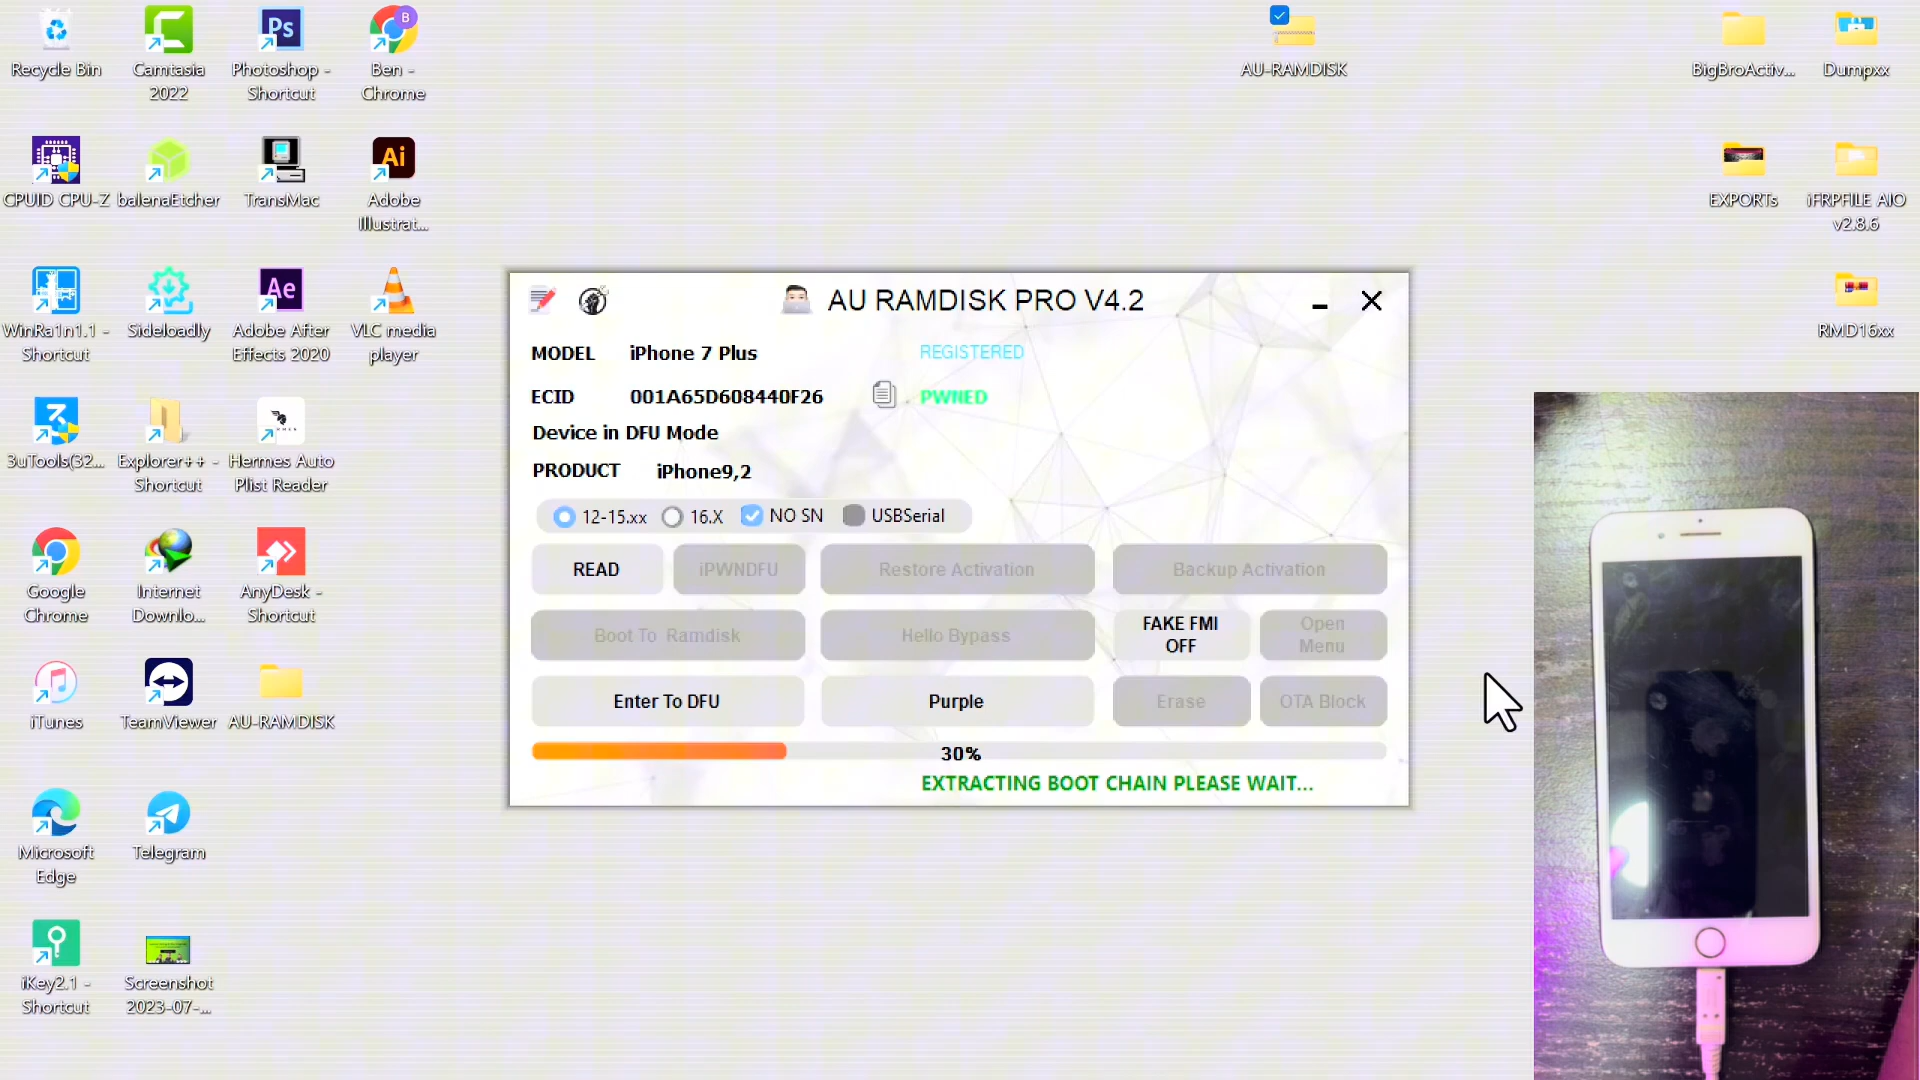 Recycle Bin
Camtasia
2022
Ps
Photoshop -
Shortcut
B
Ben -
Chrome
AU-RAMDISK
BigBroActiv...
Dumpxx
CPUID CPU-Z
balenaEtcher
TransMac
Ai
Adobe
Illustrat...
EXPORTs
iFRPFILE AIO
v2.8.6
WinRa1n1.1 -
Shortcut
Sideloadly
Ae
Adobe After
Effects 2020
VLC media
player
RMD16xx
AU RAMDISK PRO V4.2
MODEL iPhone 7 Plus REGISTERED
ECID 001A65D608440F26 PWNED
Device in DFU Mode
PRODUCT iPhone9,2
12-15.xx 16.X NO SN USBSerial
READ iPWNDFU Restore Activation Backup Activation
Boot To Ramdisk Hello Bypass
FAKE FMI
OFF
Open
Menu
Enter To DFU Purple Erase OTA Block
30%
EXTRACTING BOOT CHAIN PLEASE WAIT...
3uTools(32...
Explorer++ -
Shortcut
Hermes Auto
Plist Reader
Google
Chrome
Internet
Downlo...
AnyDesk -
Shortcut
iTunes
TeamViewer
AU-RAMDISK
Microsoft
Edge
Telegram
iKey2.1 -
Shortcut
Screenshot
2023-07-...